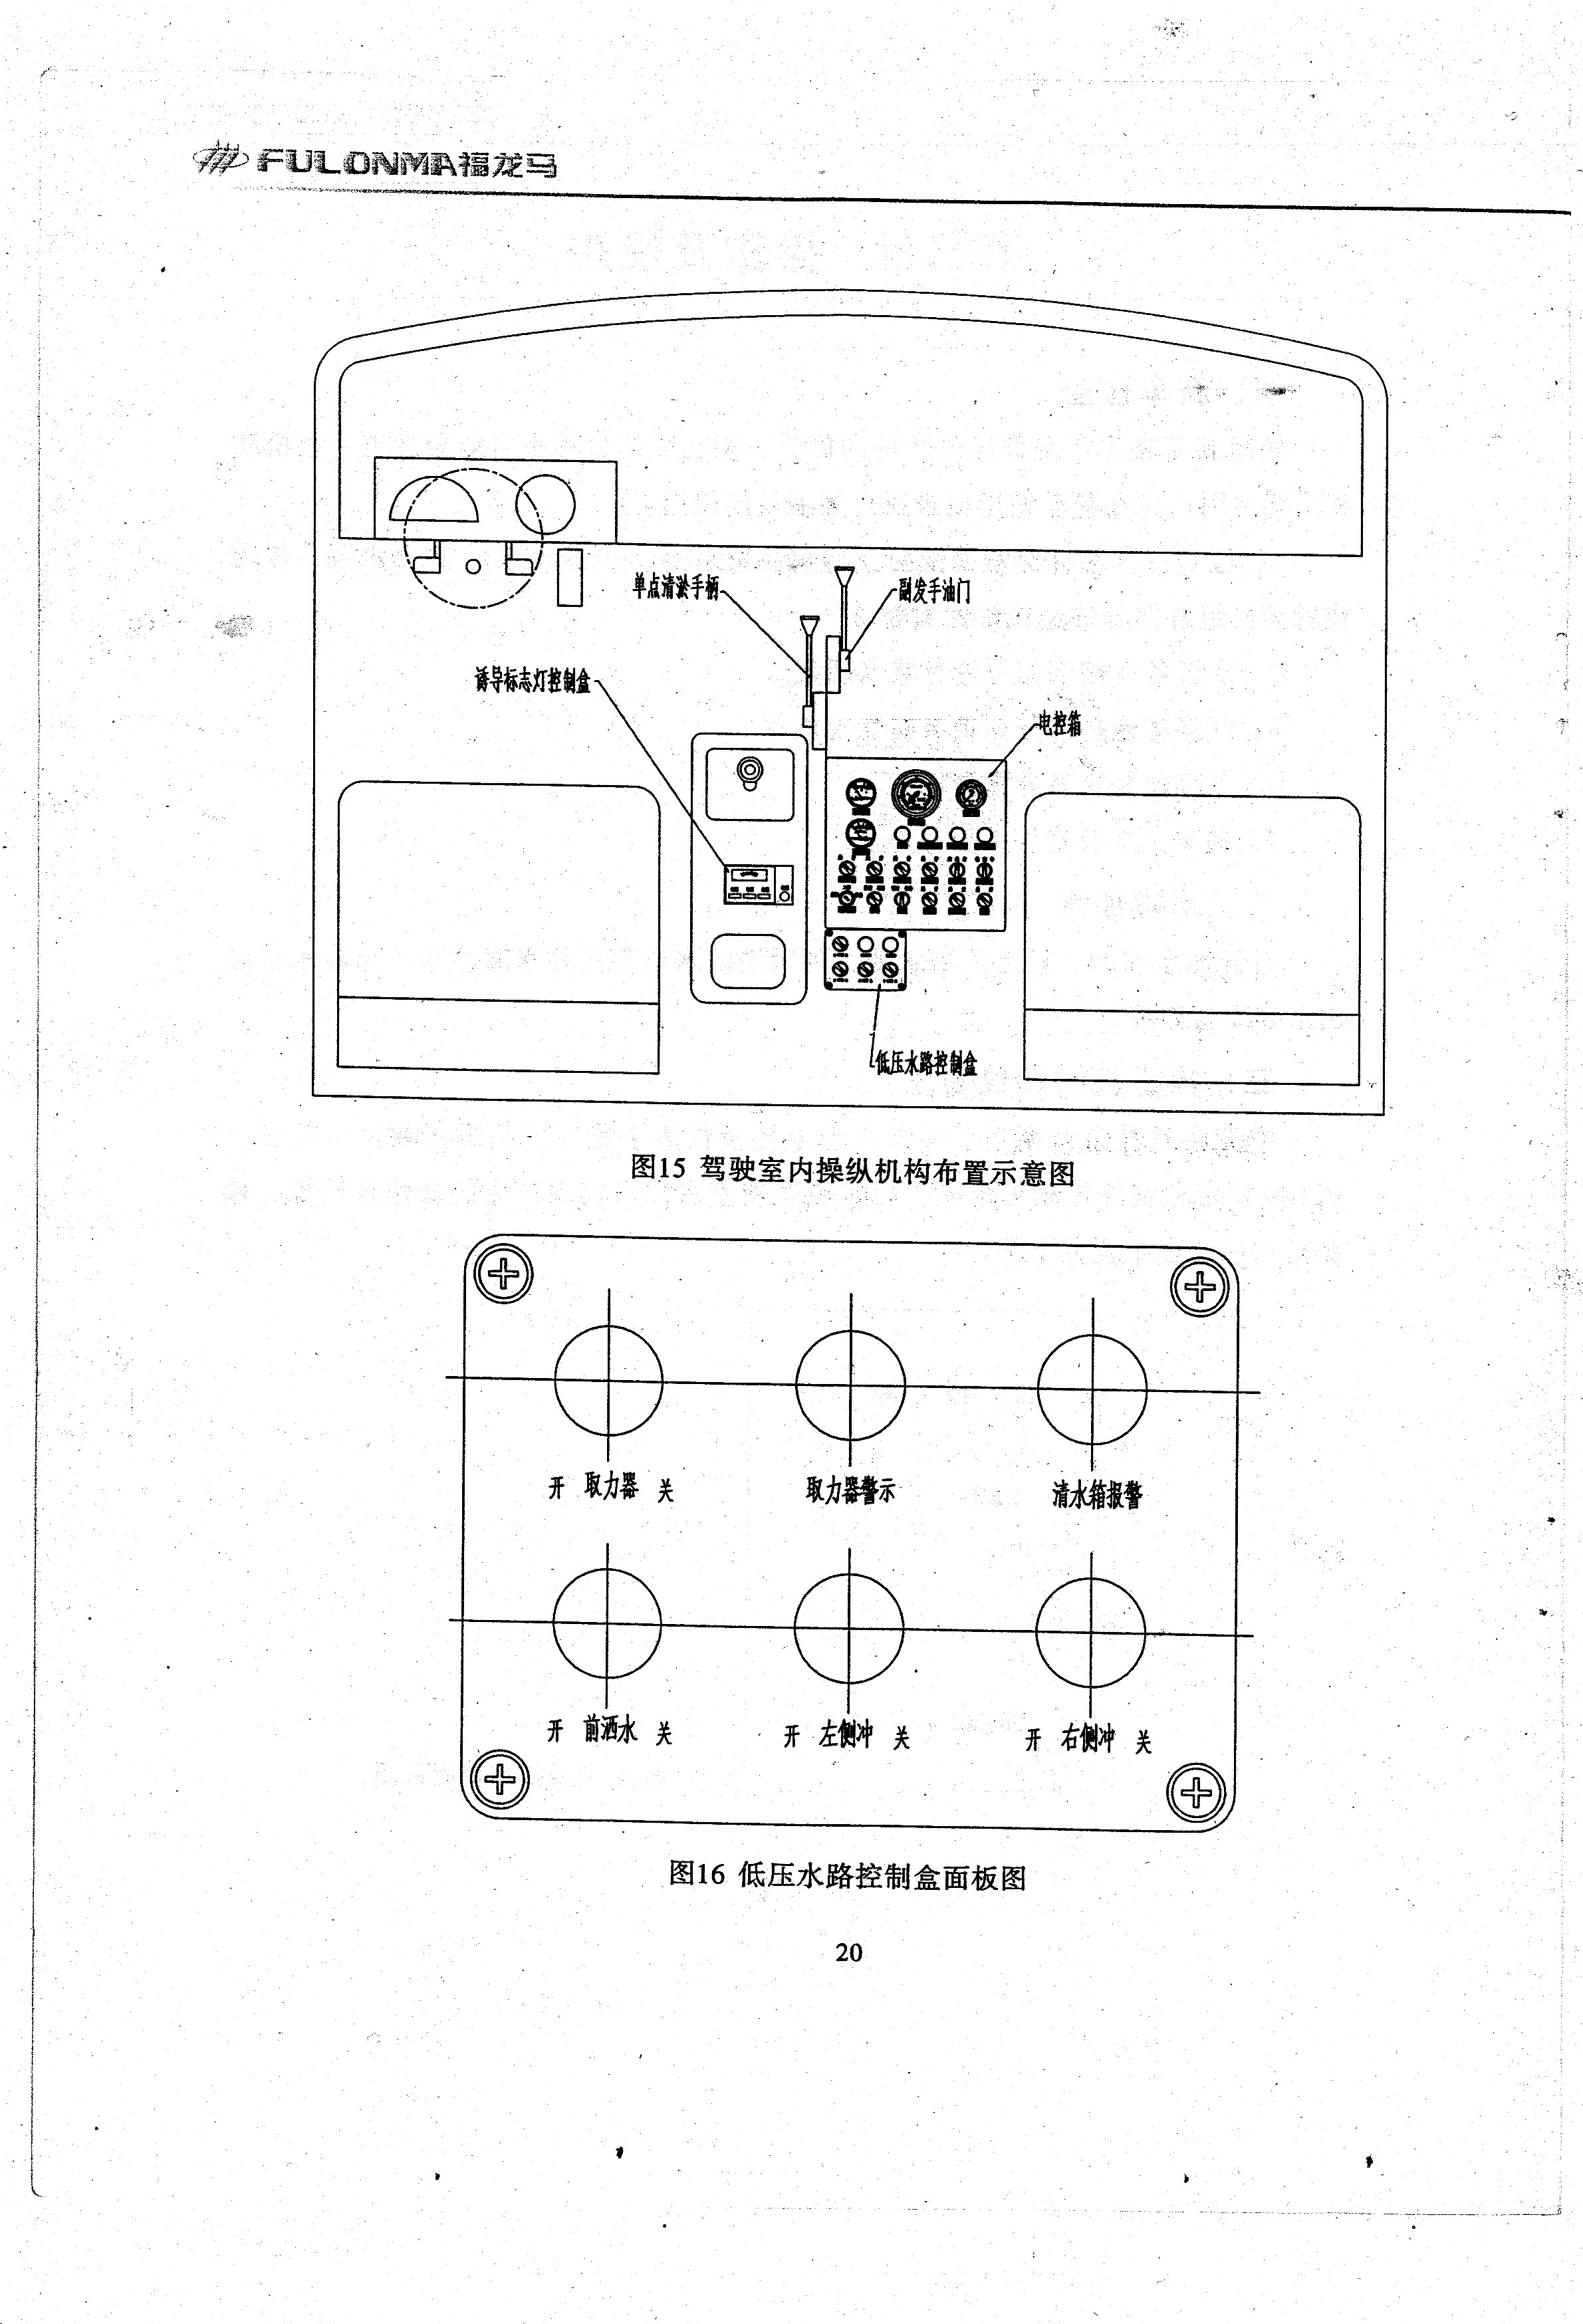 FULONMA福龙马
单点清淤手柄
副发手油门
诱导标志灯控制盒
电控箱
低压水路控制盒
图15 驾驶室内操纵机构布置示意图
开 取力器 关
取力器警示
清水箱报警
开 前洒水 关
开 左侧冲 关
开 右侧冲 关
图16 低压水路控制盒面板图
20